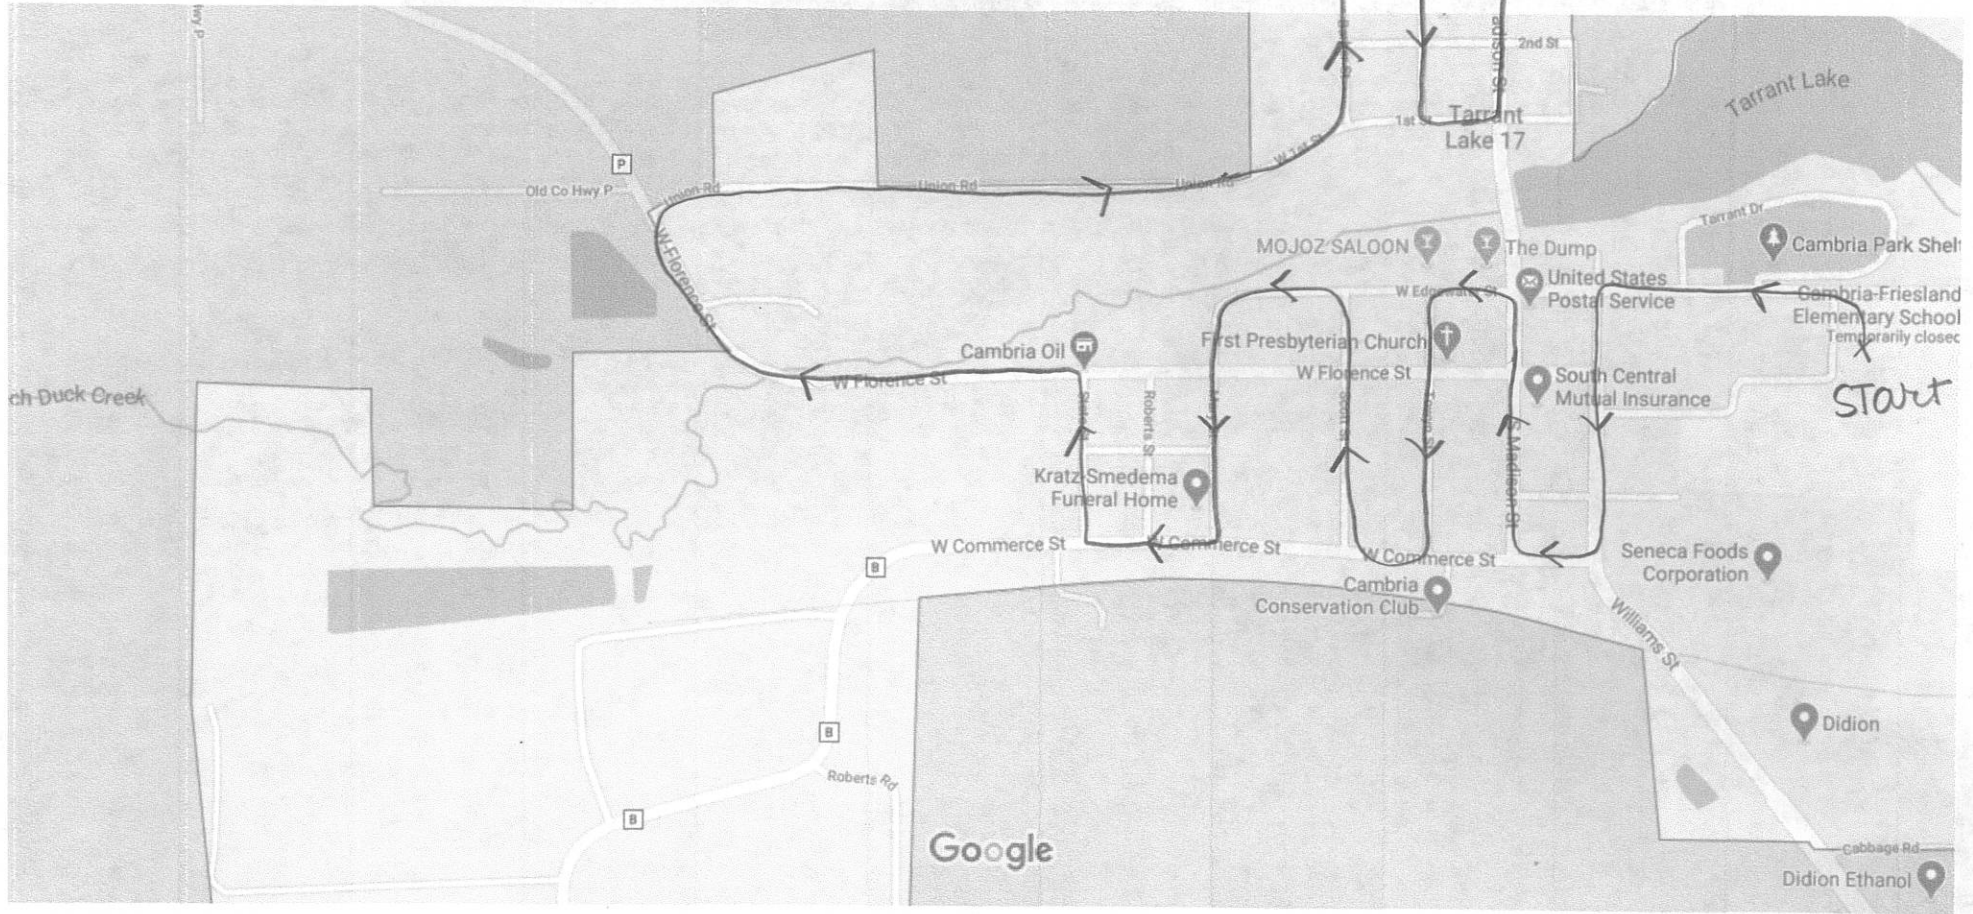 2nd St
Tarrant Lake
1st St
Tarrant
Lake 17
W 1st St
P
Old Co Hwy P
Union Rd
Union Rd
Union Rd
Tarrant Dr
MOJOZ SALOON
The Dump
Cambria Park Shel
W Florence St
United States
Postal Service
W Edgewater St
Cambria-Friesland
Elementary School
Temporarily closed
First Presbyterian Church
Cambria Oil
W Florence St
W Florence St
South Central
Mutual Insurance
START
ch Duck Creek
State St
Roberts St
Scott St
S Madison St
Kratz-Smedema
Funeral Home
W Commerce St
W Commerce St
W Commerce St
Seneca Foods
Corporation
B
Cambria
Conservation Club
Williams St
Didion
B
Roberts Rd
B
Google
Cabbage Rd
Didion Ethanol